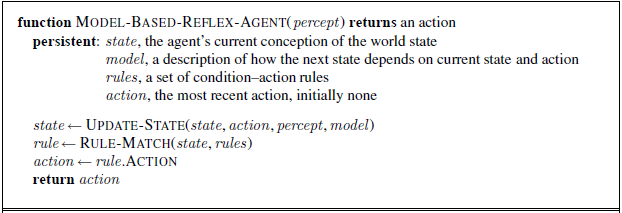 function MODEL-BASED-REFLEX-AGENT(percept) returns an action
persistent: state, the agent's current conception of the world state
model, a description of how the next state depends on current state and action
rules, a set of condition–action rules
action, the most recent action, initially none
state ← UPDATE-STATE(state, action, percept, model)
rule ← RULE-MATCH(state, rules)
action ← rule.ACTION
return action